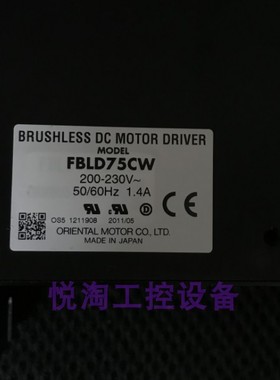 BRUSHLESS DC MOTOR DRIVER
MODEL
FBLD75CW
200-230V~
50/60Hz 1.4A
OS5 1211908 2011/05
ORIENTAL MOTOR CO., LTD.
MADE IN JAPAN
悦淘工控设备